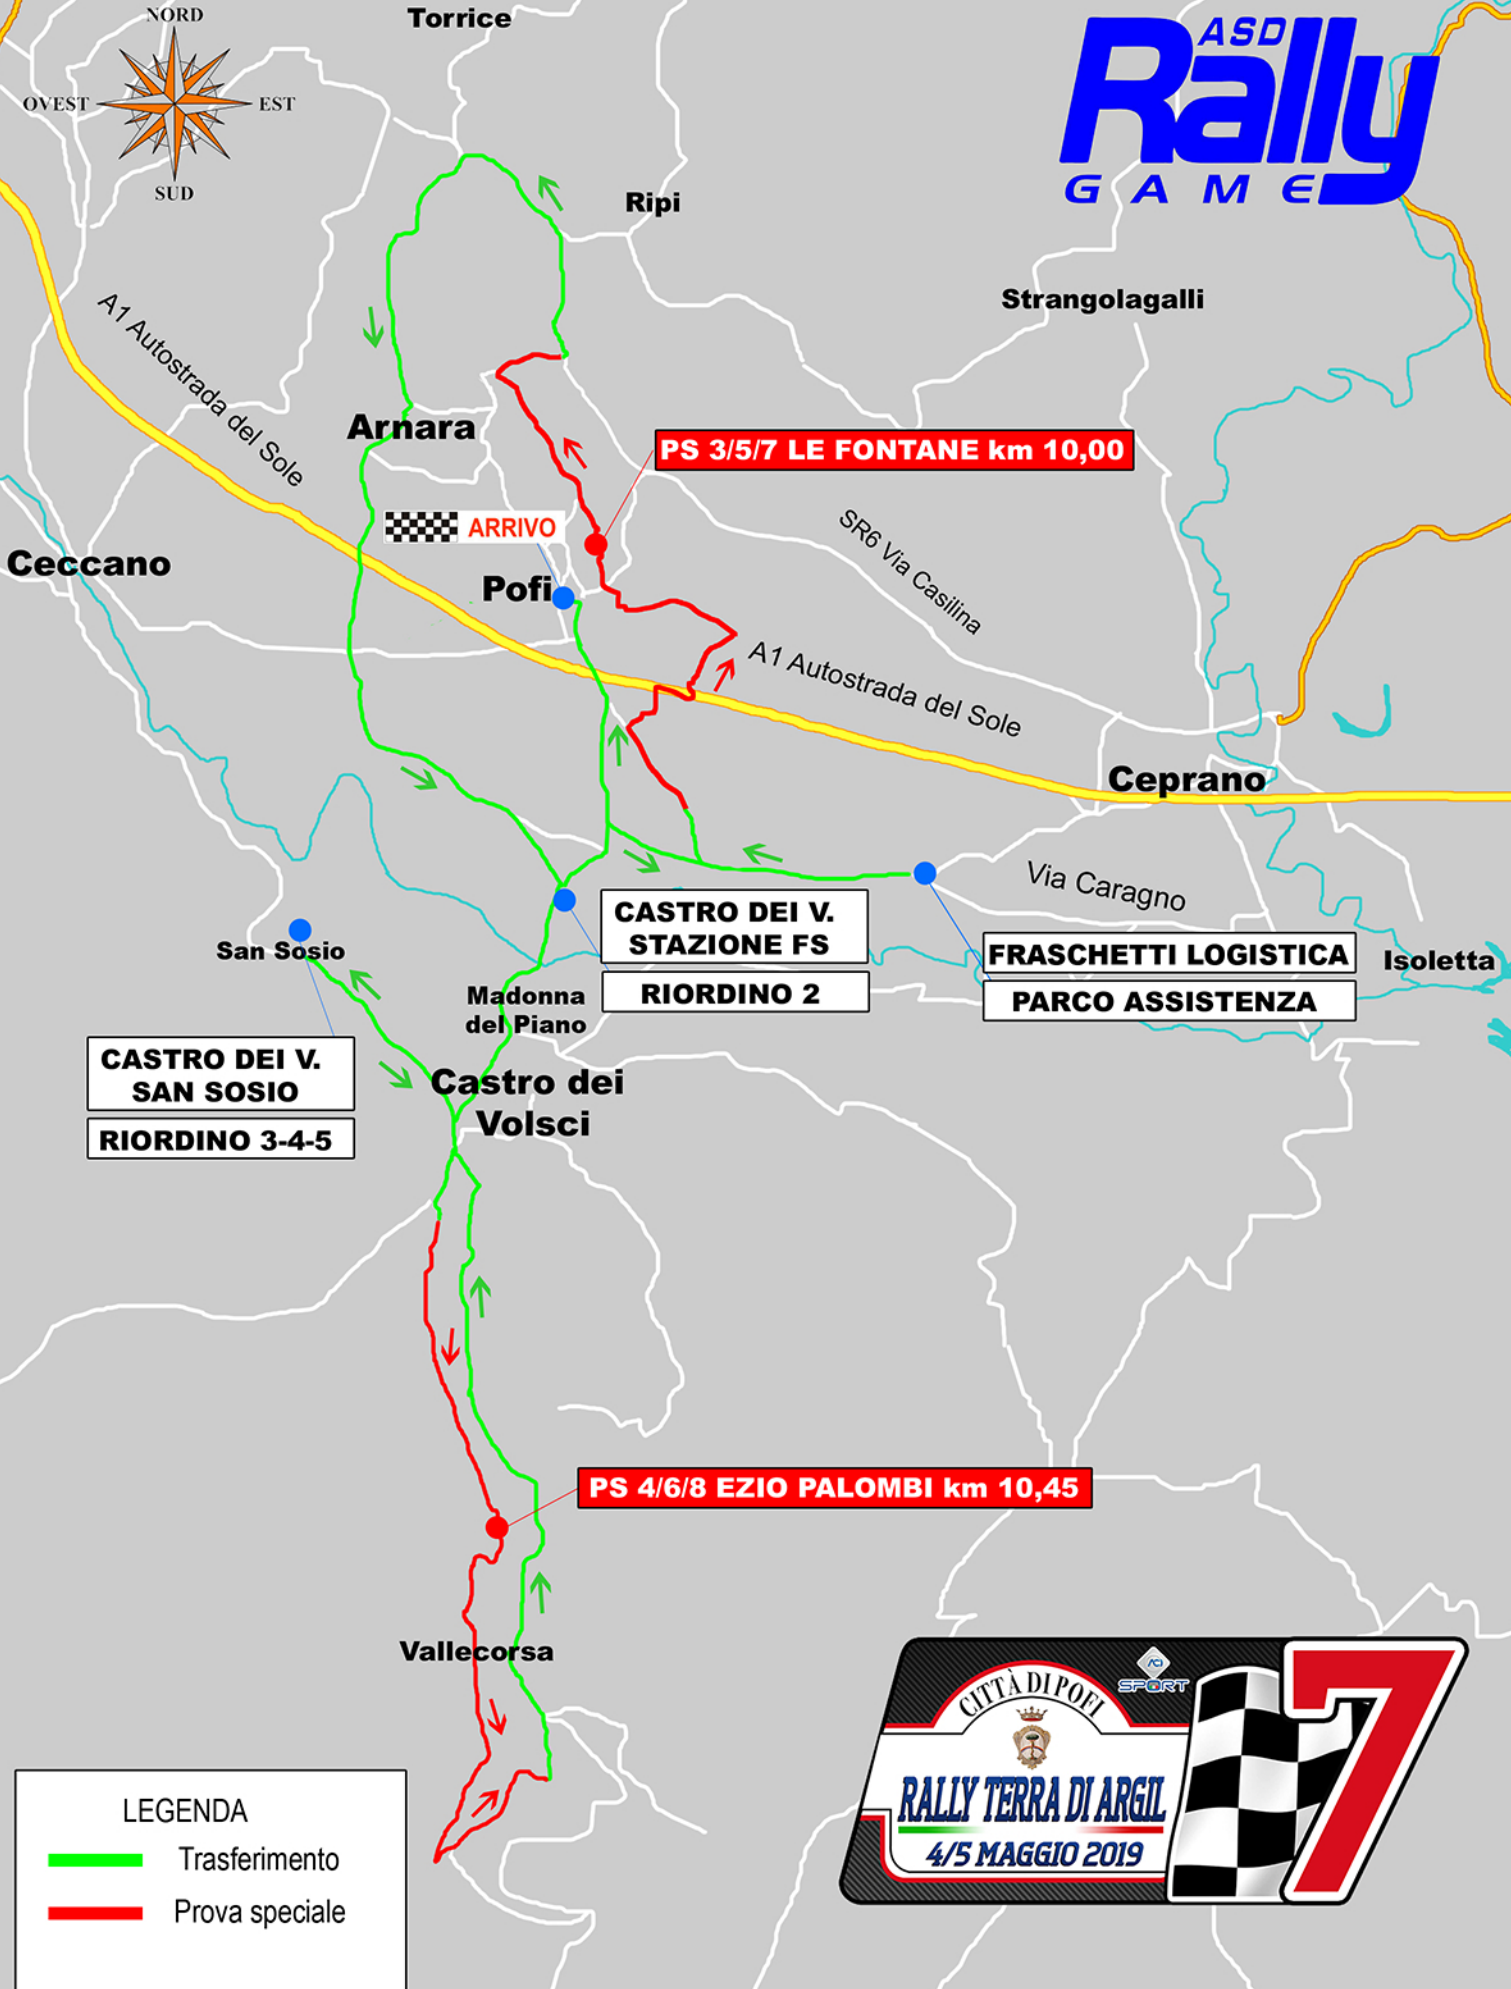 NORD
OVEST
EST
SUD
Torrice
ASD
Rally
GAME
Ripi
Strangolagalli
A1 Autostrada del Sole
Arnara
PS 3/5/7 LE FONTANE km 10,00
SR6 Via Casilina
ARRIVO
Ceccano
Pofi
A1 Autostrada del Sole
Ceprano
Via Caragno
CASTRO DEI V.
STAZIONE FS
RIORDINO 2
FRASCHETTI LOGISTICA
PARCO ASSISTENZA
Isoletta
San Sosio
Madonna
del Piano
CASTRO DEI V.
SAN SOSIO
RIORDINO 3-4-5
Castro dei
Volsci
PS 4/6/8 EZIO PALOMBI km 10,45
Vallecorsa
LEGENDA
Trasferimento
Prova speciale
ACI
SPORT
CITTÀ DI POFI
RALLY TERRA DI ARGIL
4/5 MAGGIO 2019
7